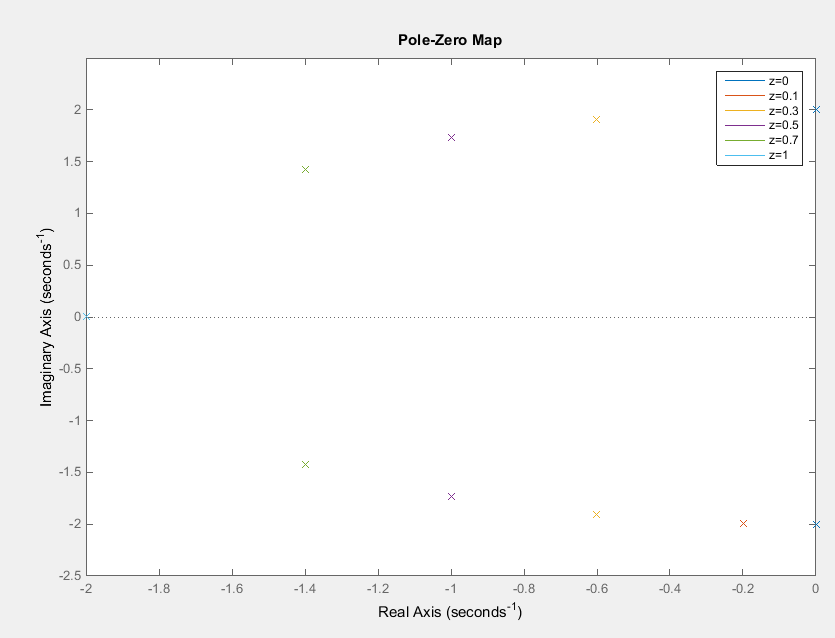 Pole-Zero Map
z=0
z=0.1
z=0.3
z=0.5
z=0.7
z=1
2
1.5
1
0.5
0
-0.5
-1
-1.5
-2
-2.5
Imaginary Axis (seconds⁻¹)
-2 -1.8 -1.6 -1.4 -1.2 -1 -0.8 -0.6 -0.4 -0.2 0
Real Axis (seconds⁻¹)